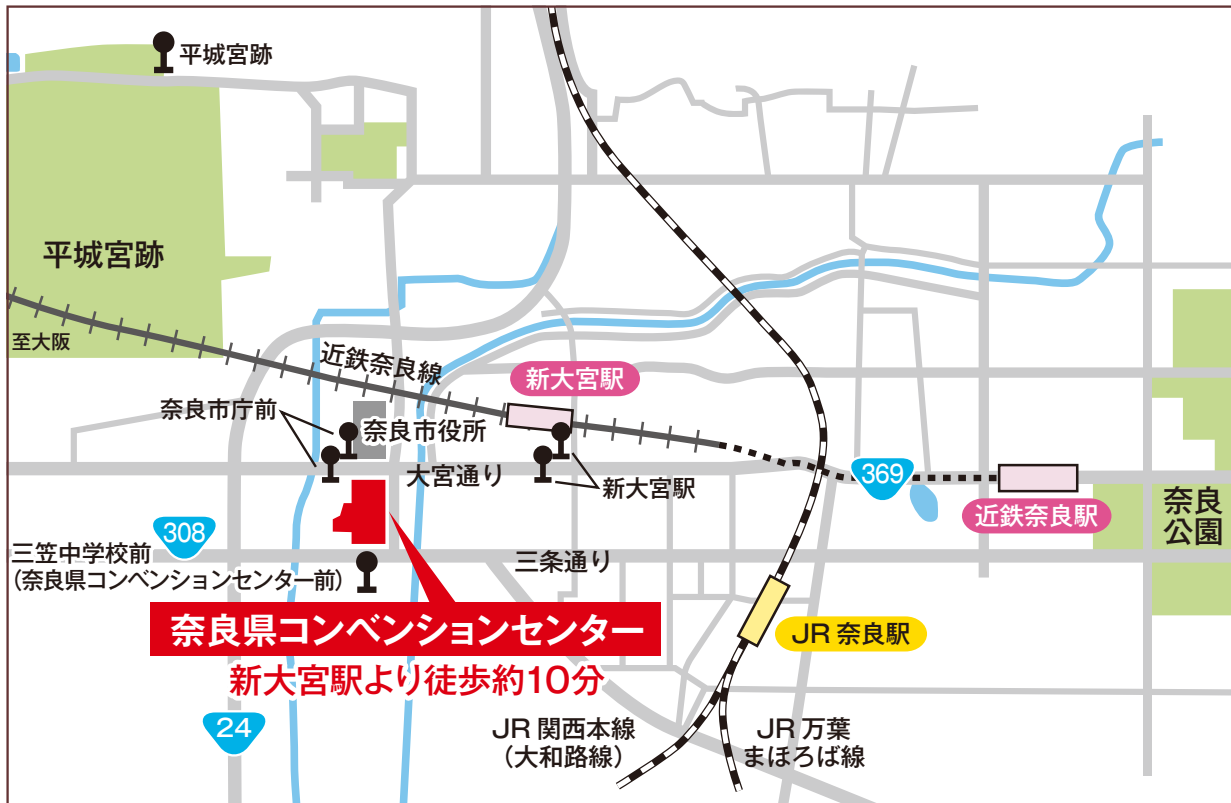 平城宮跡
平城宮跡
至大阪
近鉄奈良線
新大宮駅
奈良市庁前
奈良市役所
大宮通り
新大宮駅
369
近鉄奈良駅
奈良
公園
308
三笠中学校前
(奈良県コンベンションセンター前)
三条通り
奈良県コンベンションセンター
新大宮駅より徒歩約10分
JR 奈良駅
24
JR 関西本線
(大和路線)
JR 万葉
まほろば線